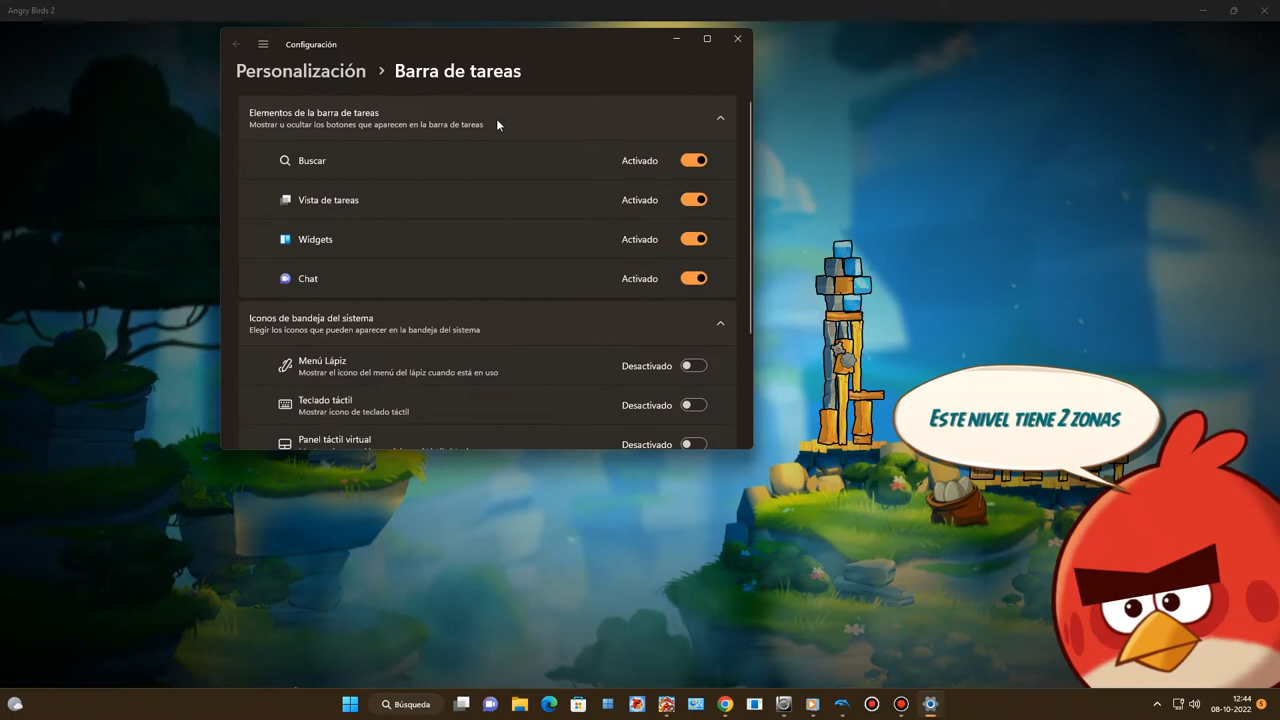 Angry Birds 2
Configuración
Personalización > Barra de tareas
Elementos de la barra de tareas
Mostrar u ocultar los botones que aparecen en la barra de tareas
Buscar Activado
Vista de tareas Activado
Widgets Activado
Chat Activado
Iconos de bandeja del sistema
Elegir los iconos que pueden aparecer en la bandeja del sistema
Menú Lápiz
Mostrar el icono del menú del lápiz cuando está en uso
Desactivado
Teclado táctil
Mostrar icono de teclado táctil
Desactivado
Panel táctil virtual
Desactivado
ESTE NIVEL TIENE 2 ZONAS
Búsqueda
12:44
08-10-2022
5